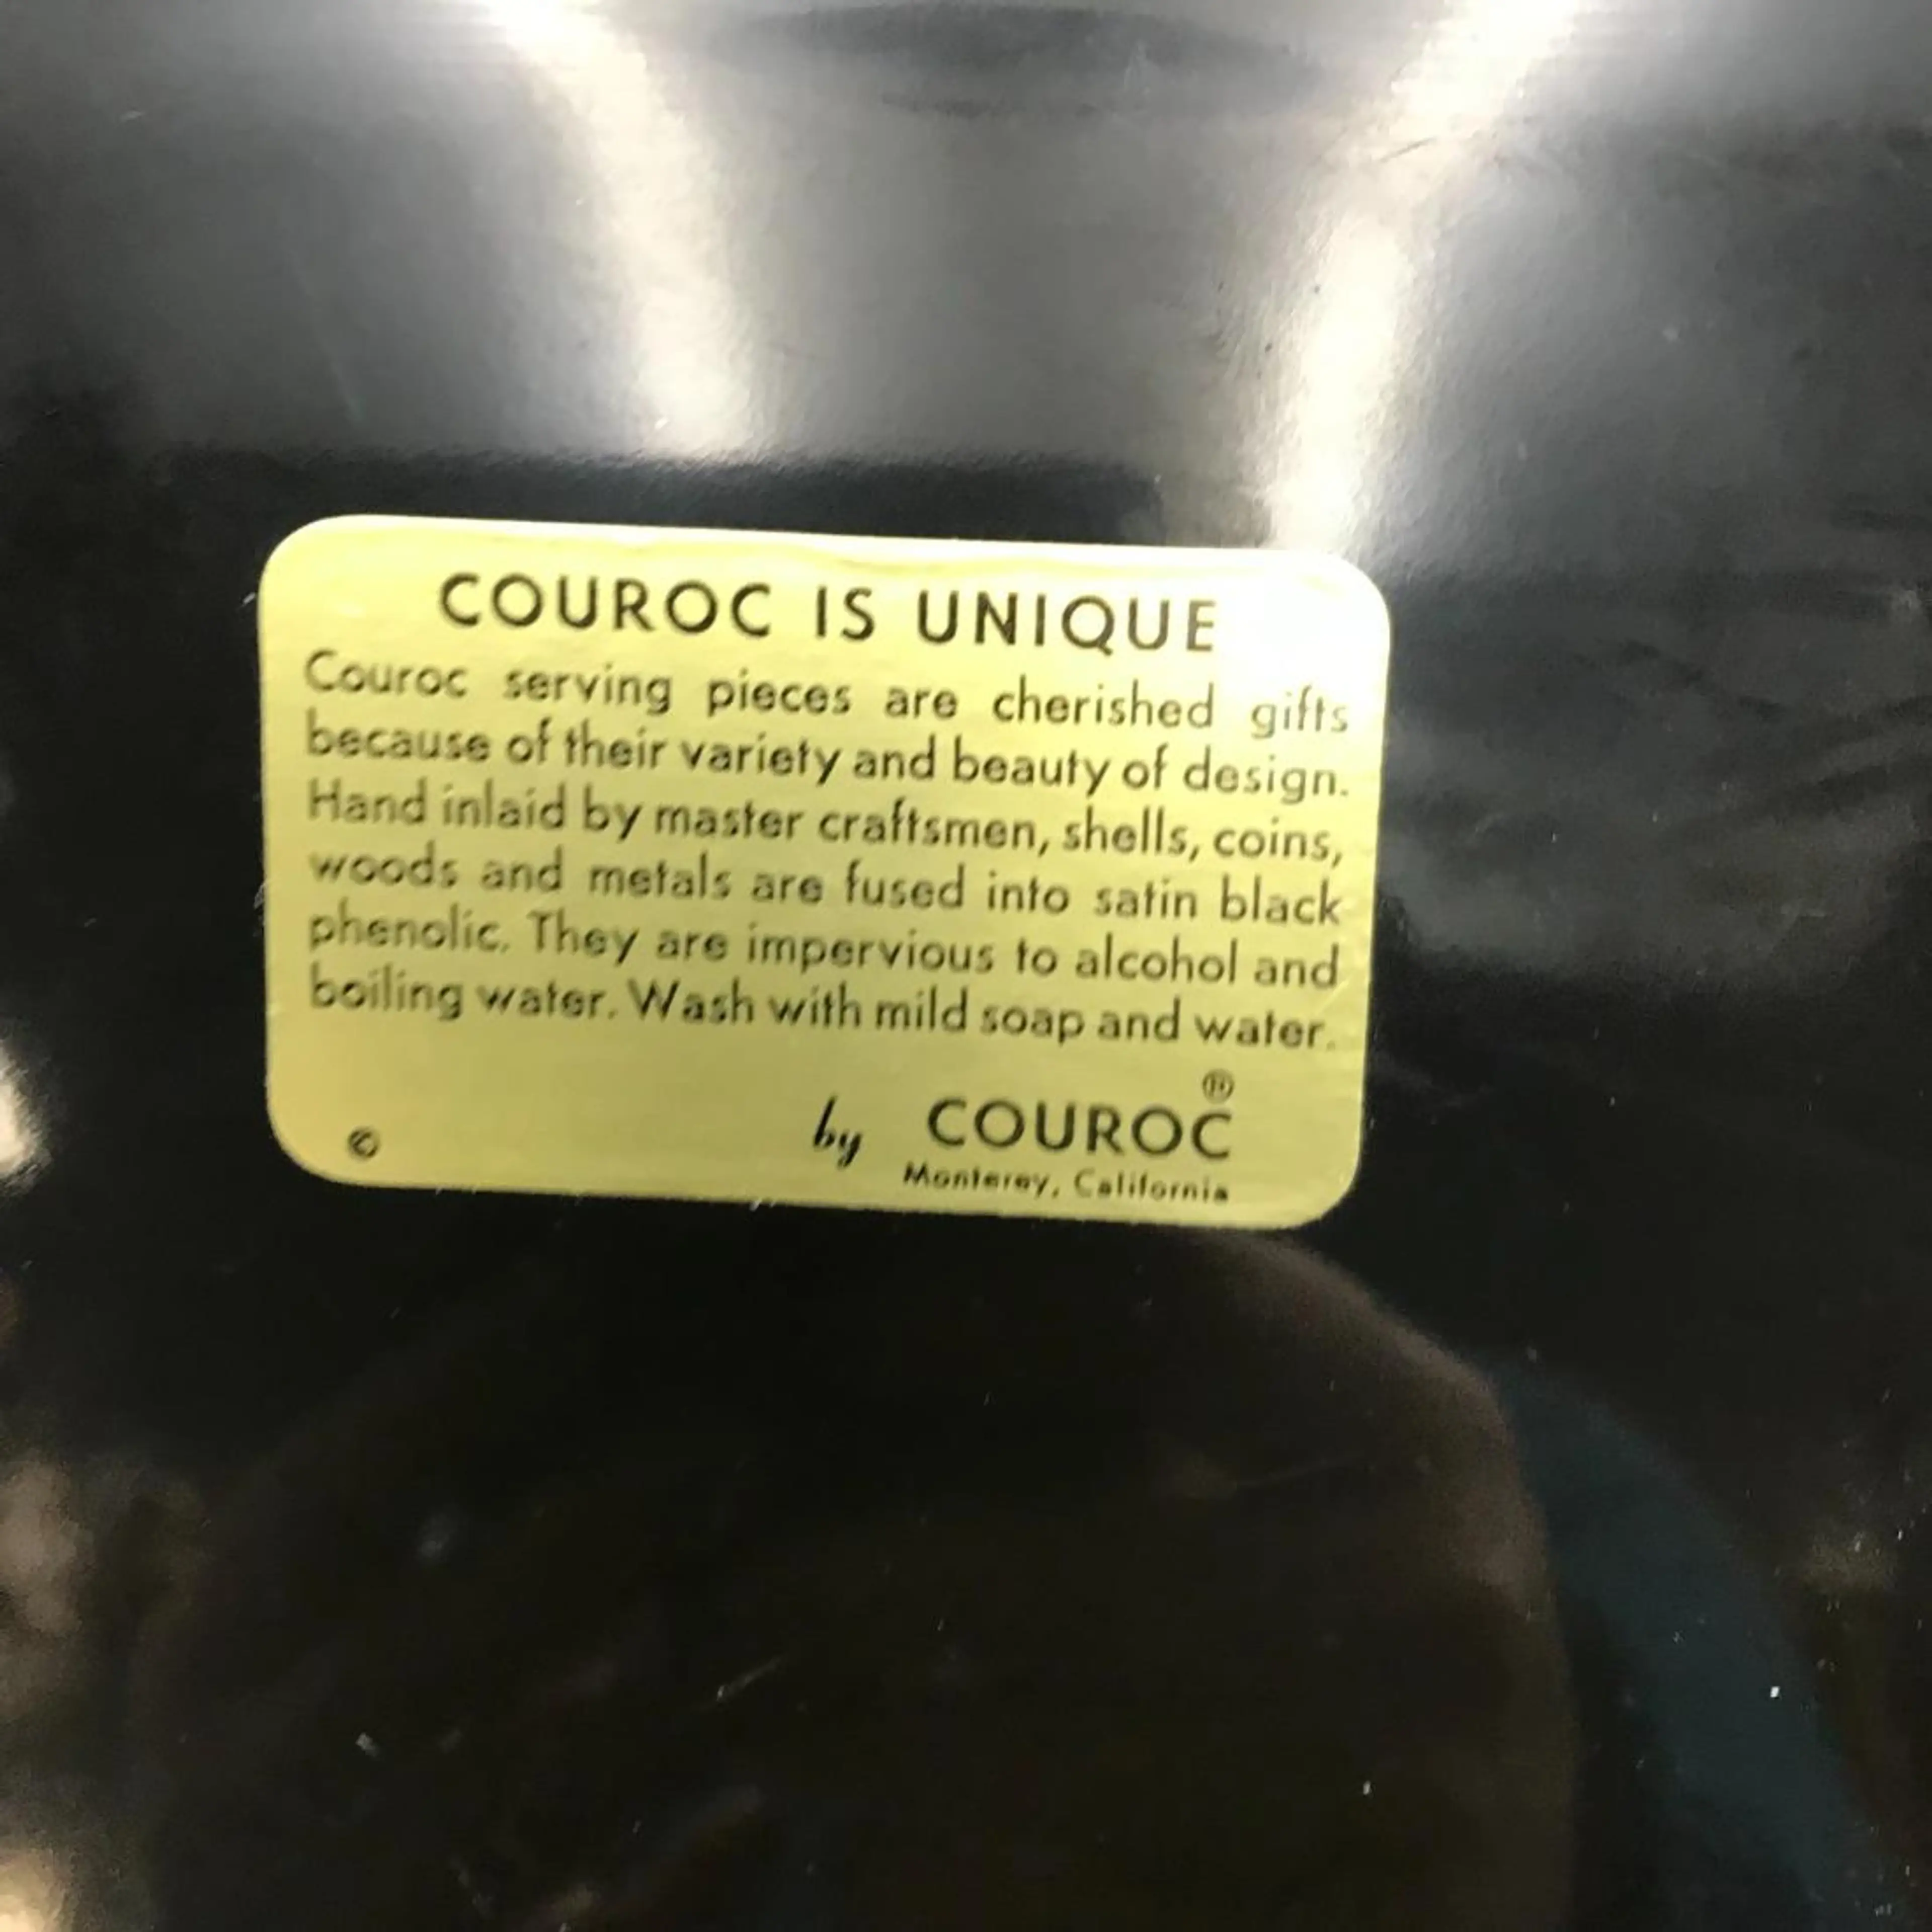 COUROC IS UNIQUE
Couroc serving pieces are cherished gifts
because of their variety and beauty of design.
Hand inlaid by master craftsmen, shells, coins,
woods and metals are fused into satin black
phenolic. They are impervious to alcohol and
boiling water. Wash with mild soap and water.
®
© by COUROC
Monterey, California